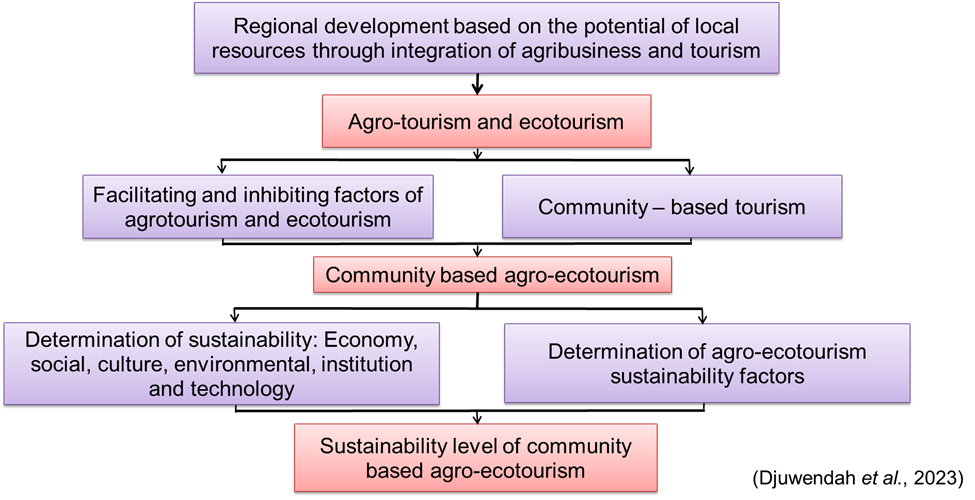 Regional development based on the potential of local
resources through integration of agribusiness and tourism
Agro-tourism and ecotourism
Facilitating and inhibiting factors of
agrotourism and ecotourism
Community – based tourism
Community based agro-ecotourism
Determination of sustainability: Economy,
social, culture, environmental, institution
and technology
Determination of agro-ecotourism
sustainability factors
Sustainability level of community
based agro-ecotourism
(Djuwendah et al., 2023)